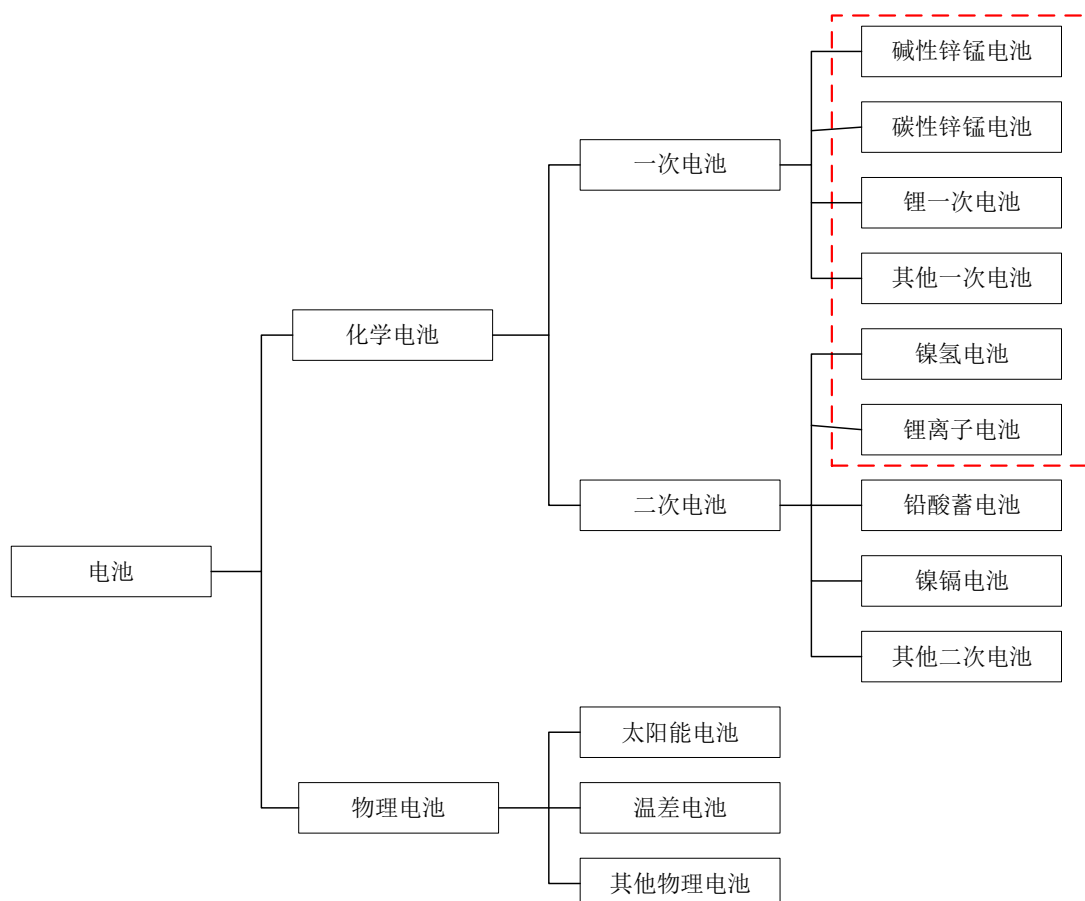 碱性锌锰电池
碳性锌锰电池
一次电池
锂一次电池
其他一次电池
化学电池
镍氢电池
锂离子电池
二次电池
铅酸蓄电池
电池
镍镉电池
其他二次电池
太阳能电池
物理电池
温差电池
其他物理电池